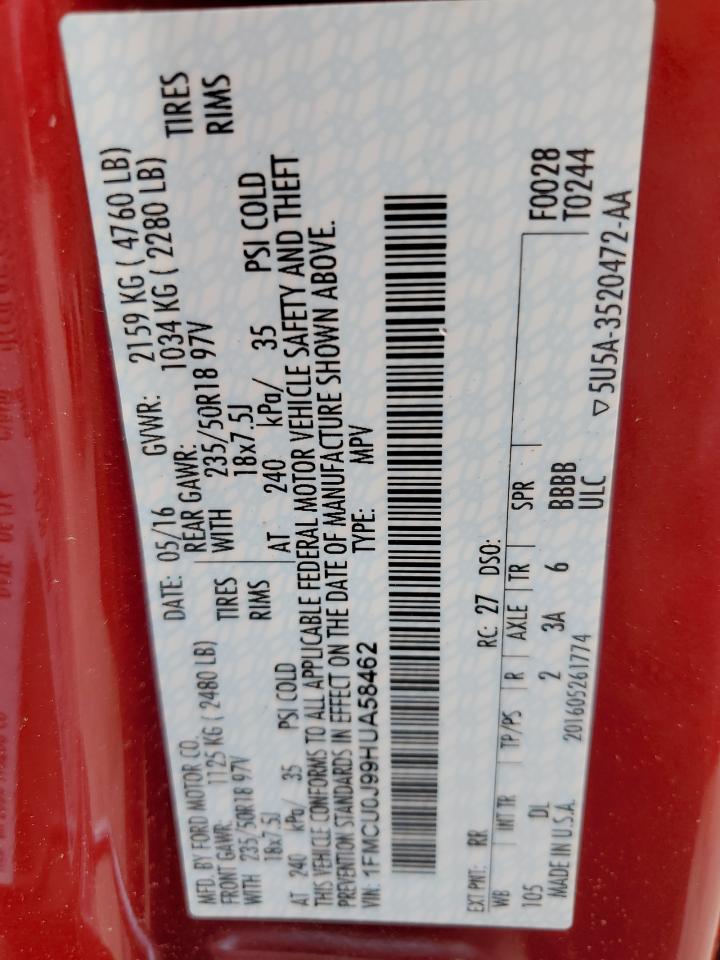 MFD. BY FORD MOTOR CO.
DATE: 05/16 GVWR: 2159 KG ( 4760 LB)
FRONT GAWR: 1125 KG ( 2480 LB)
REAR GAWR: 1034 KG ( 2280 LB)
WITH 235/50R18 97V TIRES
WITH 235/50R18 97V TIRES
18x7.5J RIMS
18x7.5J RIMS
AT 240 kPa/ 35 PSI COLD
AT 240 kPa/ 35 PSI COLD
THIS VEHICLE CONFORMS TO ALL APPLICABLE FEDERAL MOTOR VEHICLE SAFETY AND THEFT
PREVENTION STANDARDS IN EFFECT ON THE DATE OF MANUFACTURE SHOWN ABOVE.
VIN: 1FMCU0J99HUA58462 TYPE: MPV
EXT PNT: RR RC: 27 DSO:
WB INT TR TP/PS R AXLE TR SPR
F0028
105 DL 2 3A 6 BBBB
T0244
ULC
MADE IN U.S.A. 201605261774 ▽ 5U5A-3520472-AA